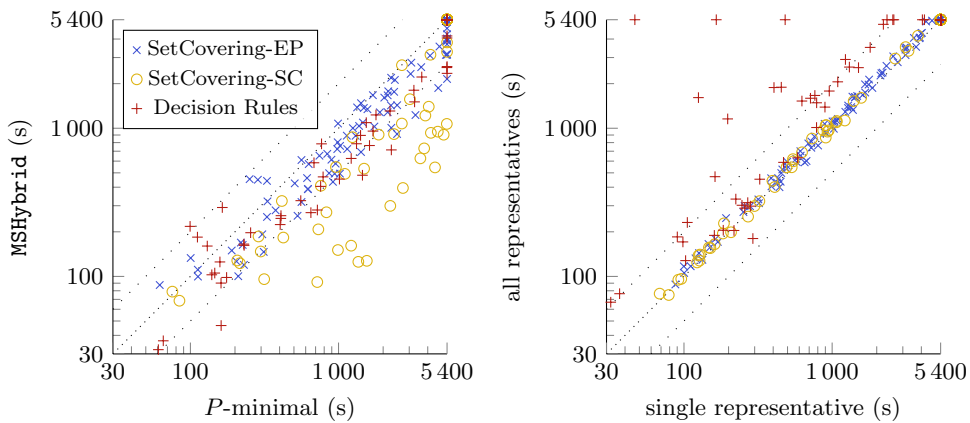 5 400
1 000
100
30
MSHybrid (s)
SetCovering-EP
SetCovering-SC
Decision Rules
30
100
1 000
5 400
P-minimal (s)
5 400
1 000
100
30
all representatives (s)
30
100
1 000
5 400
single representative (s)